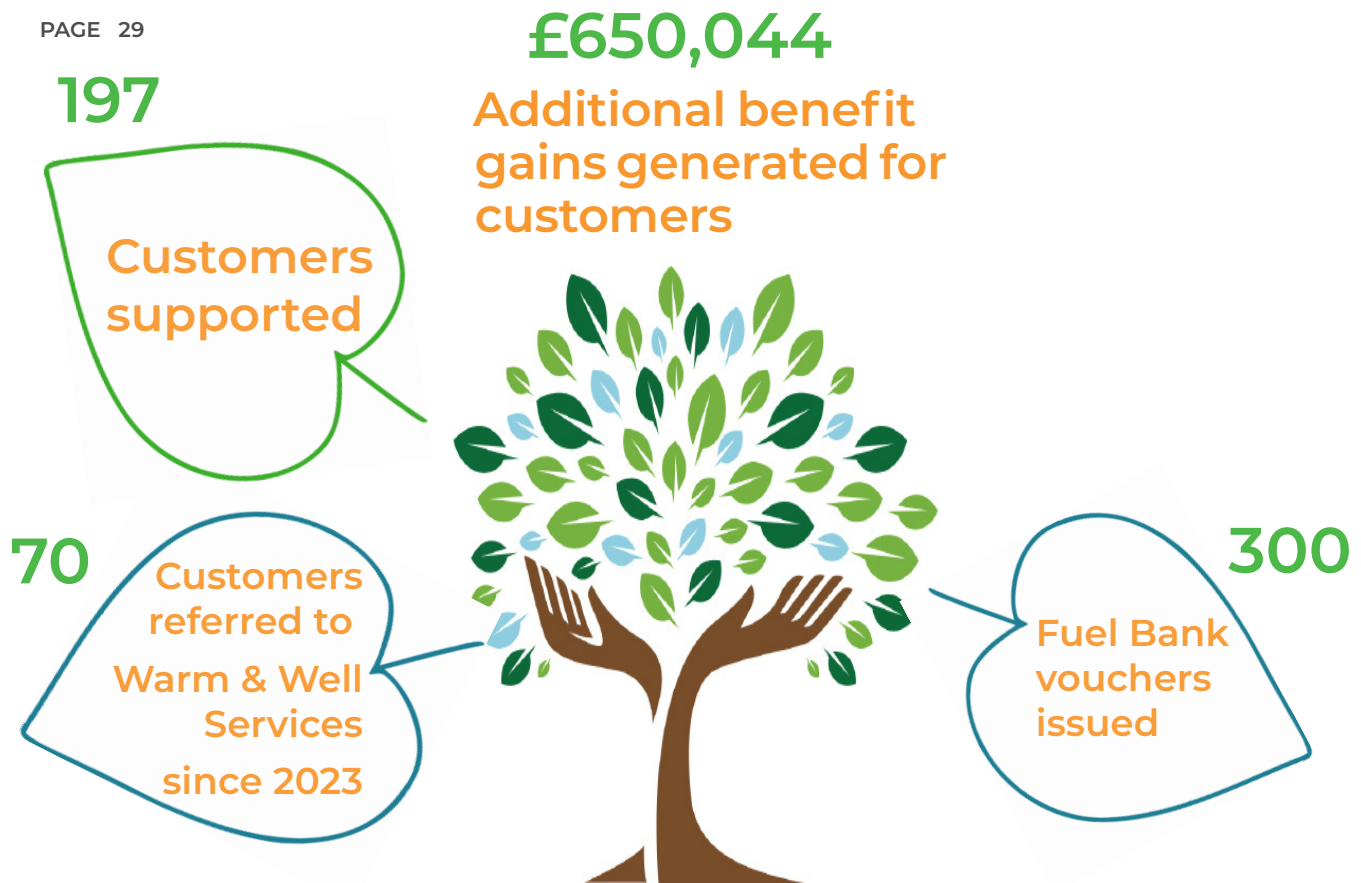 PAGE 29
£650,044
Additional benefit
gains generated for
customers
197
Customers
supported
70
Customers
referred to
Warm & Well
Services
since 2023
300
Fuel Bank
vouchers
issued